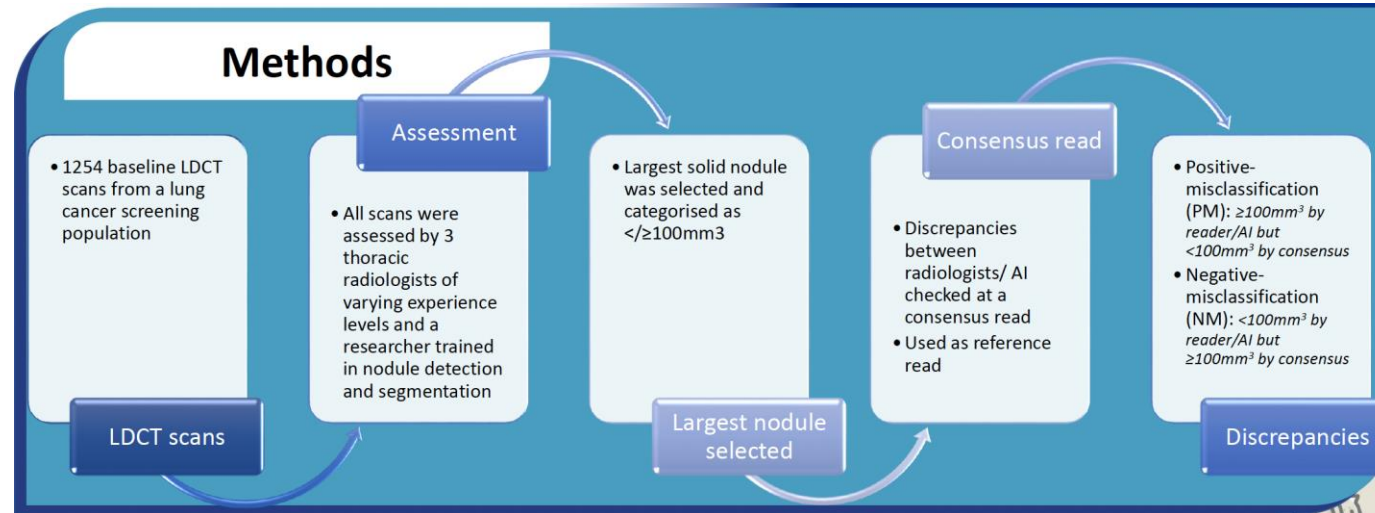 Methods
• 1254 baseline LDCT
scans from a lung
cancer screening
population
LDCT scans
Assessment
• All scans were
assessed by 3
thoracic
radiologists of
varying experience
levels and a
researcher trained
in nodule detection
and segmentation
• Largest solid nodule
was selected and
categorised as
</≥100mm3
Largest nodule
selected
Consensus read
• Discrepancies
between
radiologists/ AI
checked at a
consensus read
• Used as reference
read
• Positive-
misclassification
(PM): ≥100mm³ by
reader/AI but
<100mm³ by consensus
• Negative-
misclassification
(NM): <100mm³ by
reader/AI but
≥100mm³ by consensus
Discrepancies